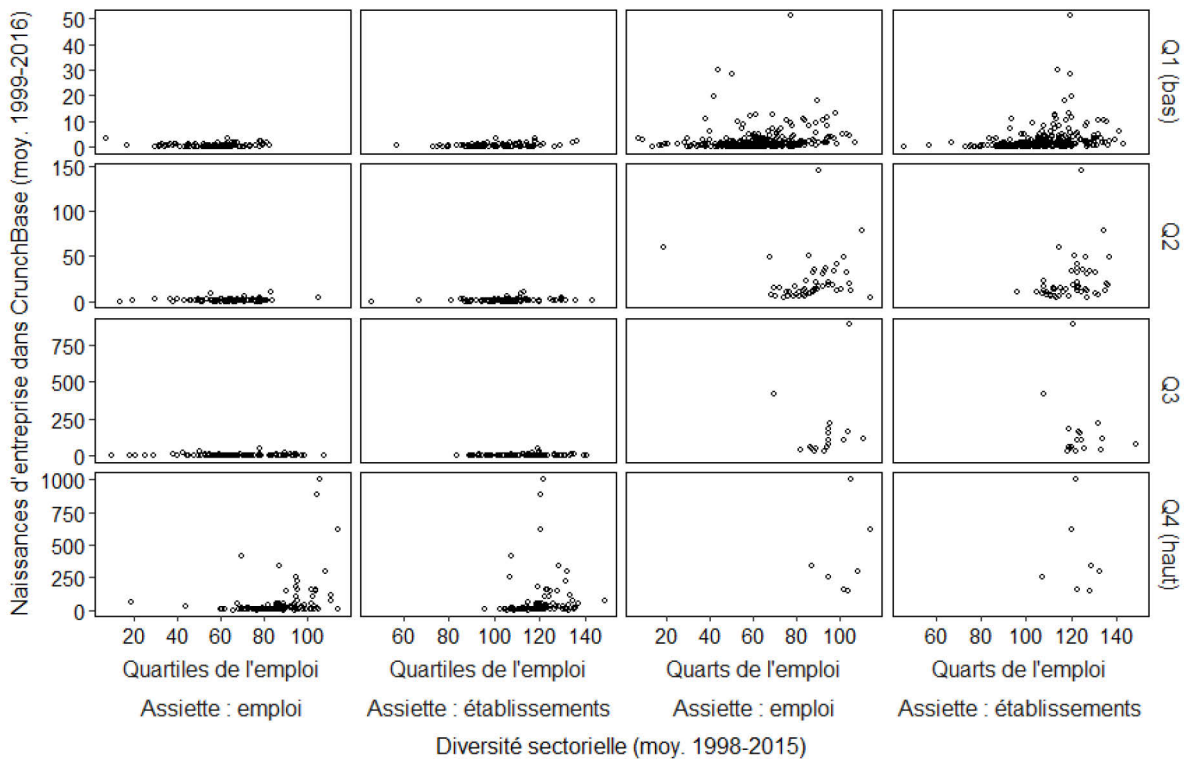 Naissances d'entreprise dans CrunchBase (moy. 1999-2016)
50
40
30
20
10
0
Q1 (bas)
150
100
50
0
Q2
750
500
250
0
Q3
1000
750
500
250
0
Q4 (haut)
20 40 60 80 100 60 80 100 120 140 20 40 60 80 100 60 80 100 120 140
Quartiles de l'emploi Quartiles de l'emploi Quarts de l'emploi Quarts de l'emploi
Assiette : emploi Assiette : établissements Assiette : emploi Assiette : établissements
Diversité sectorielle (moy. 1998-2015)